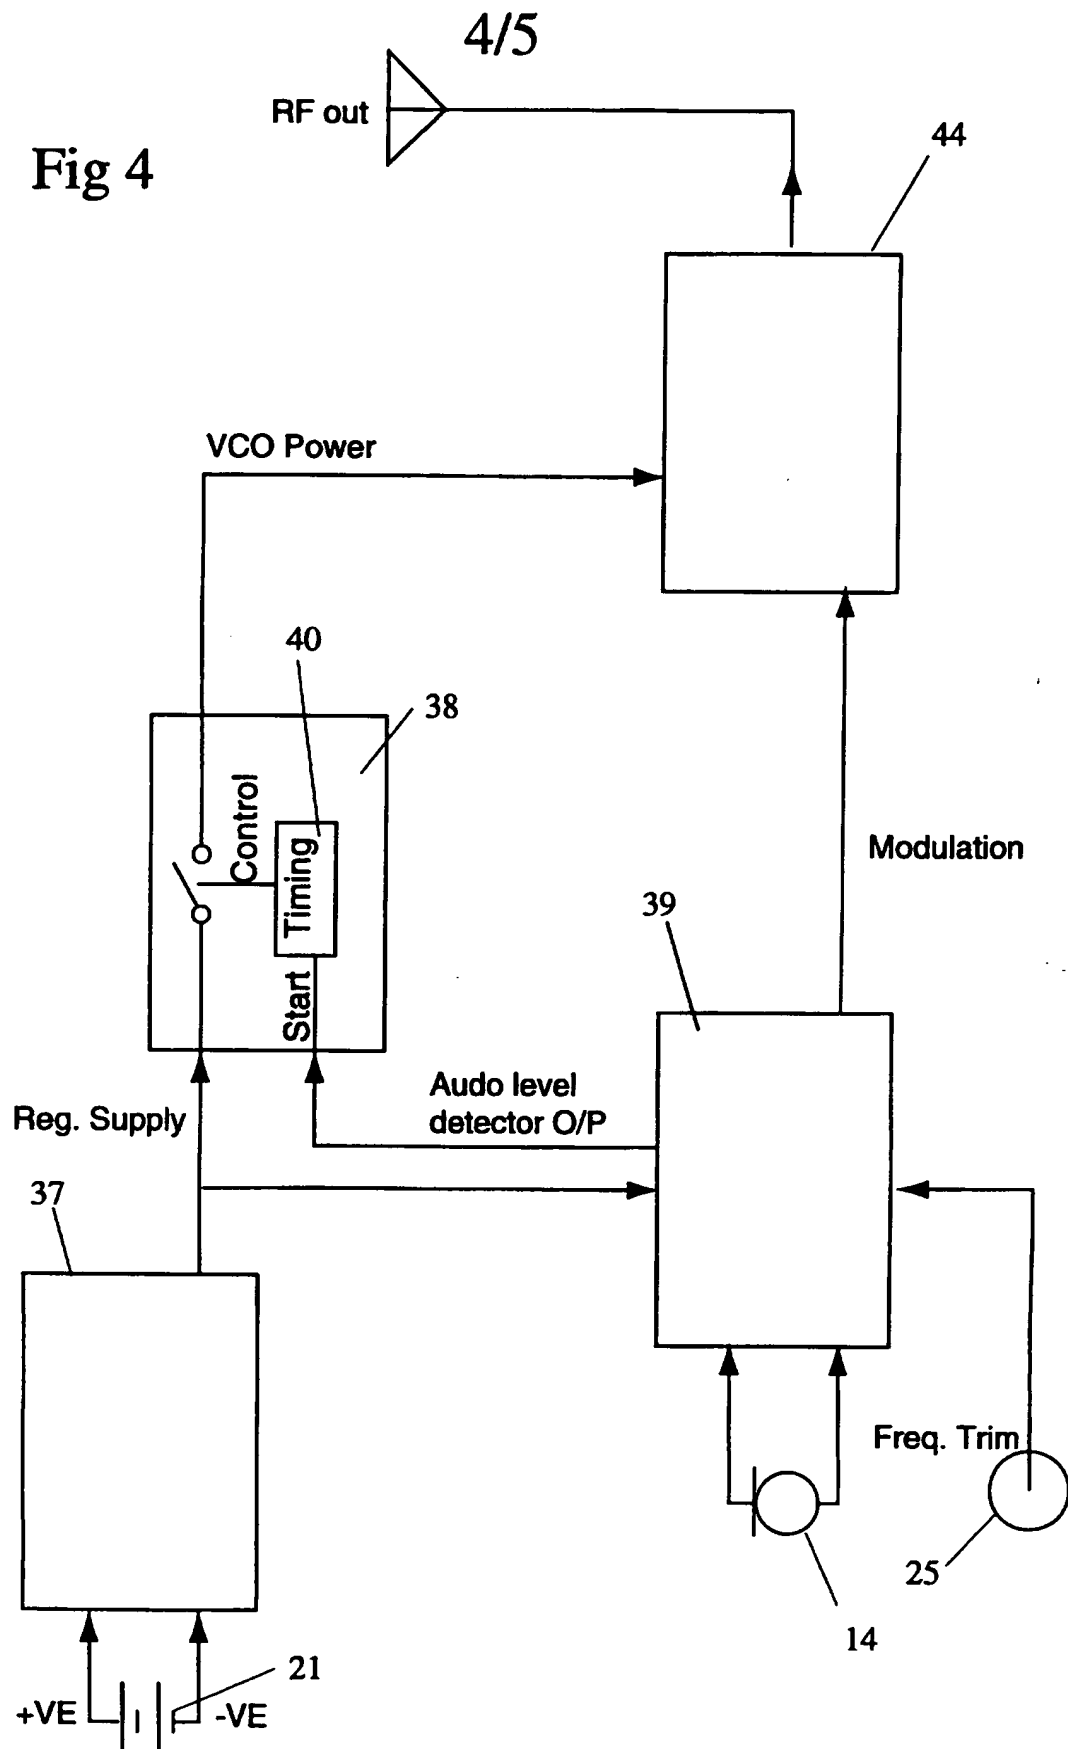 4/5
RF out
Fig 4
44
VCO Power
40
38
Control
Timing
Start
Modulation
39
Audo level
detector O/P
Reg. Supply
37
Freq. Trim
25
14
21
+VE
-VE